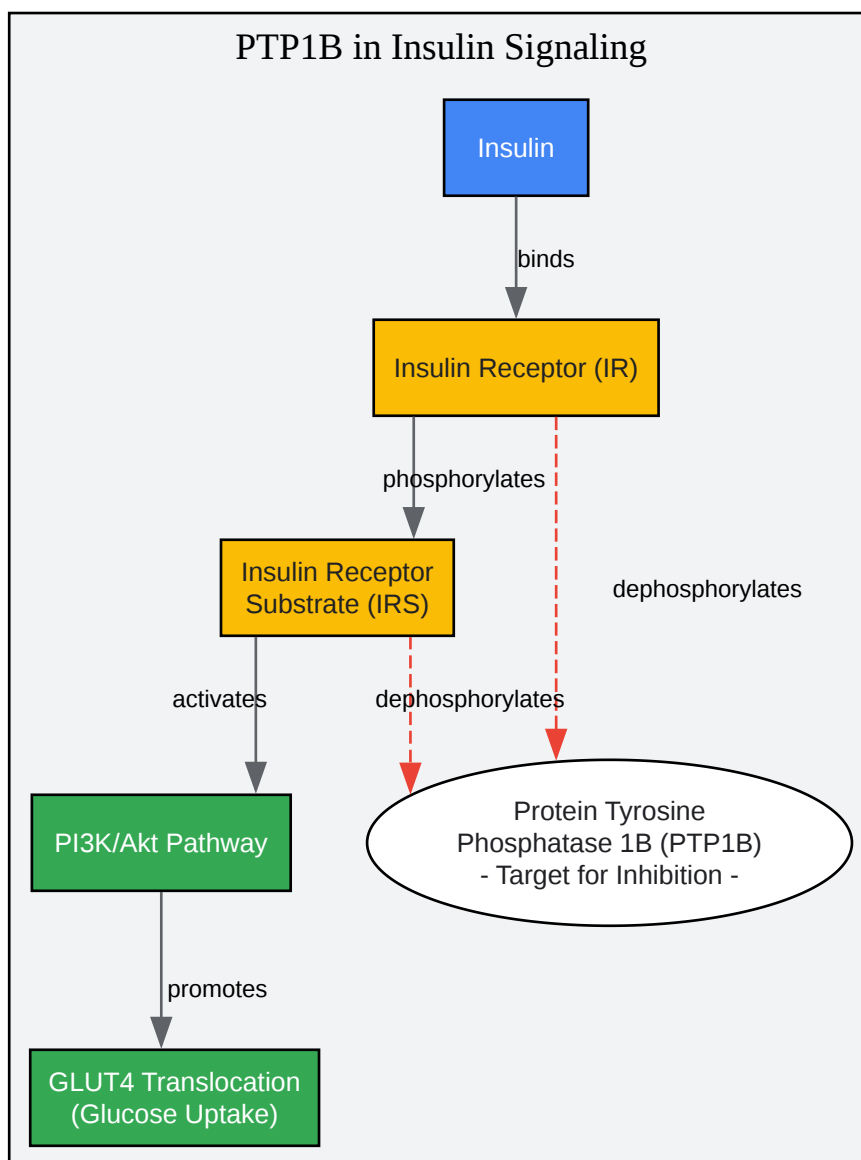 PTP1B in Insulin Signaling
Insulin
binds
Insulin Receptor (IR)
phosphorylates
Insulin Receptor
Substrate (IRS)
dephosphorylates
activates
dephosphorylates
Protein Tyrosine
Phosphatase 1B (PTP1B)
- Target for Inhibition -
PI3K/Akt Pathway
promotes
GLUT4 Translocation
(Glucose Uptake)